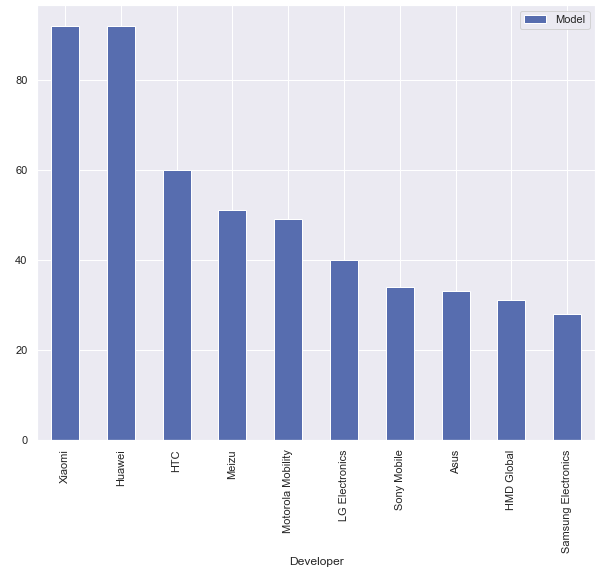 Model
80
60
40
20
0
Xiaomi
Huawei
HTC
Meizu
Motorola Mobility
LG Electronics
Sony Mobile
Asus
HMD Global
Samsung Electronics
Developer